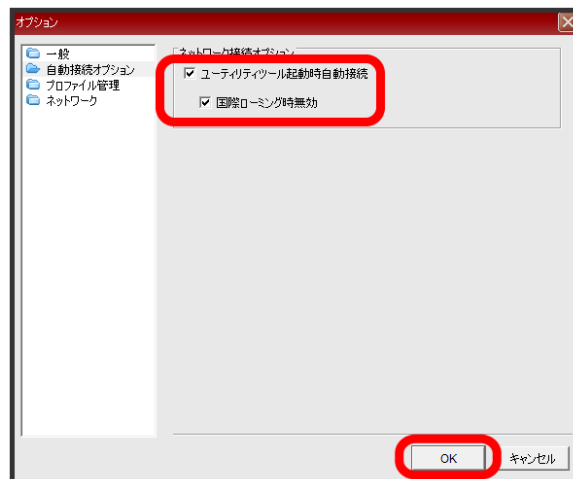 オプション
一般
自動接続オプション
プロファイル管理
ネットワーク
ネットワーク接続オプション
ユーティリティツール起動時自動接続
国際ローミング時無効
OK
キャンセル